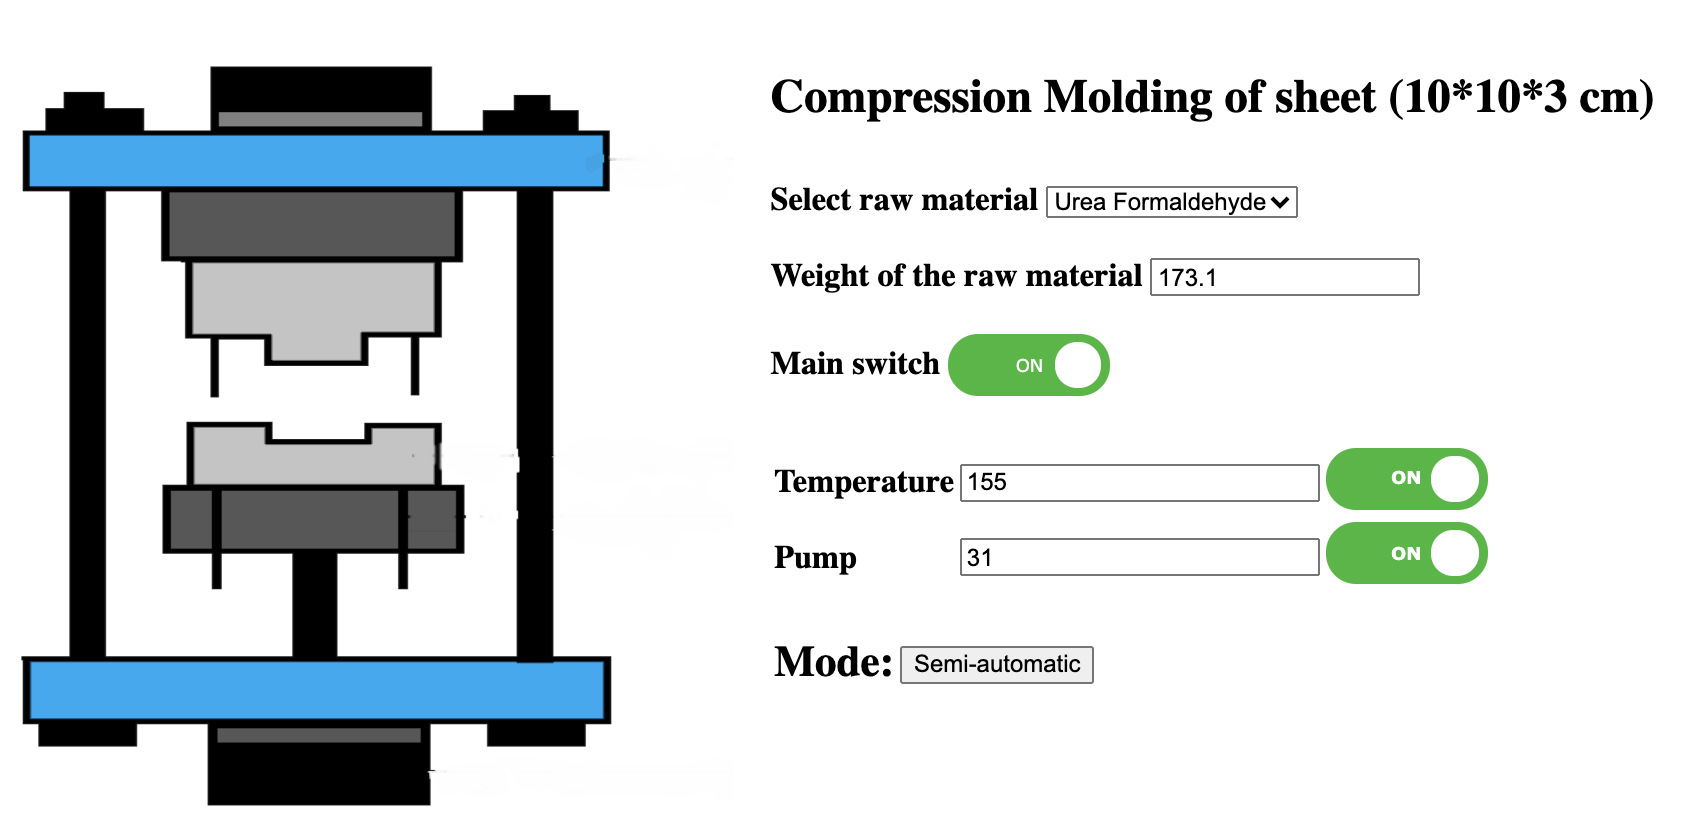 Compression Molding of sheet (10*10*3 cm)
Select raw material Urea Formaldehyde
Weight of the raw material 173.1
Main switch ON
Temperature 155 ON
Pump 31 ON
Mode: Semi-automatic